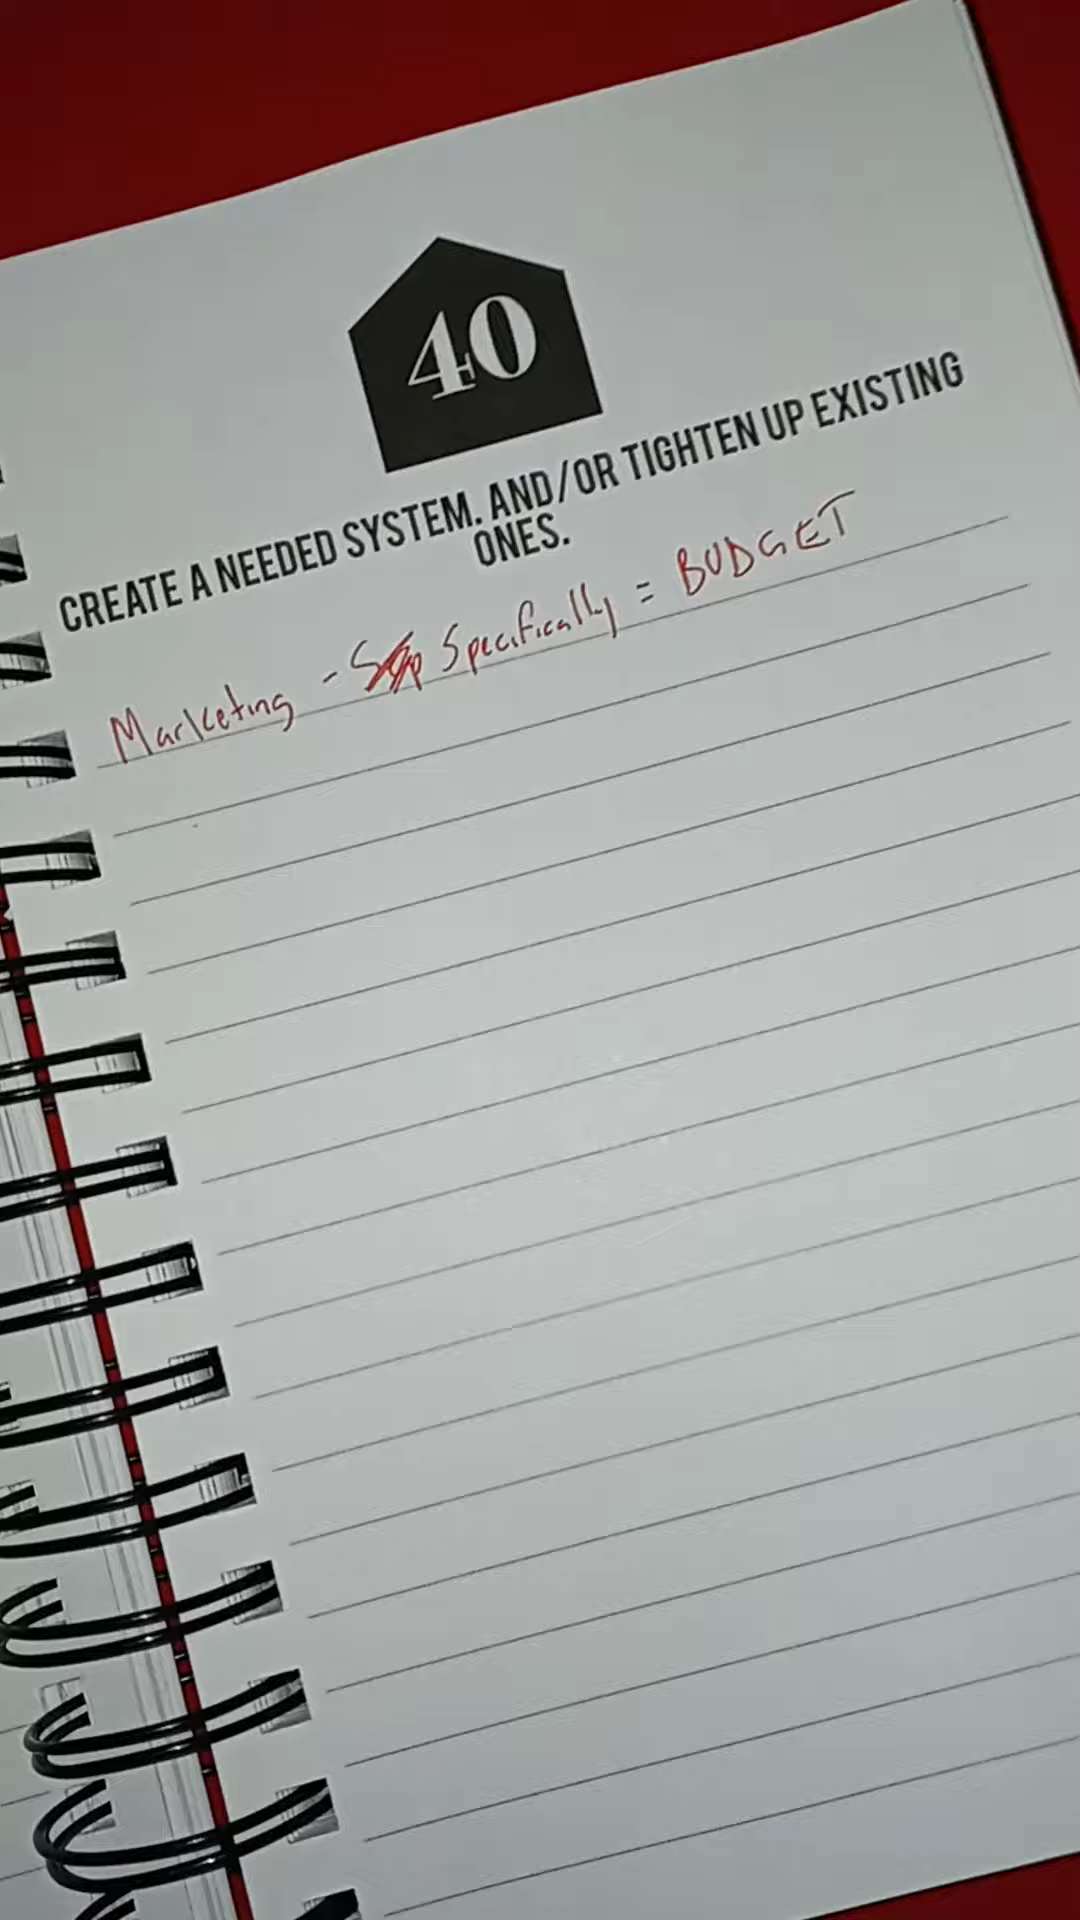 40
CREATE A NEEDED SYSTEM. AND/OR TIGHTEN UP EXISTING
ONES.
Marketing - Specifically = BUDGET